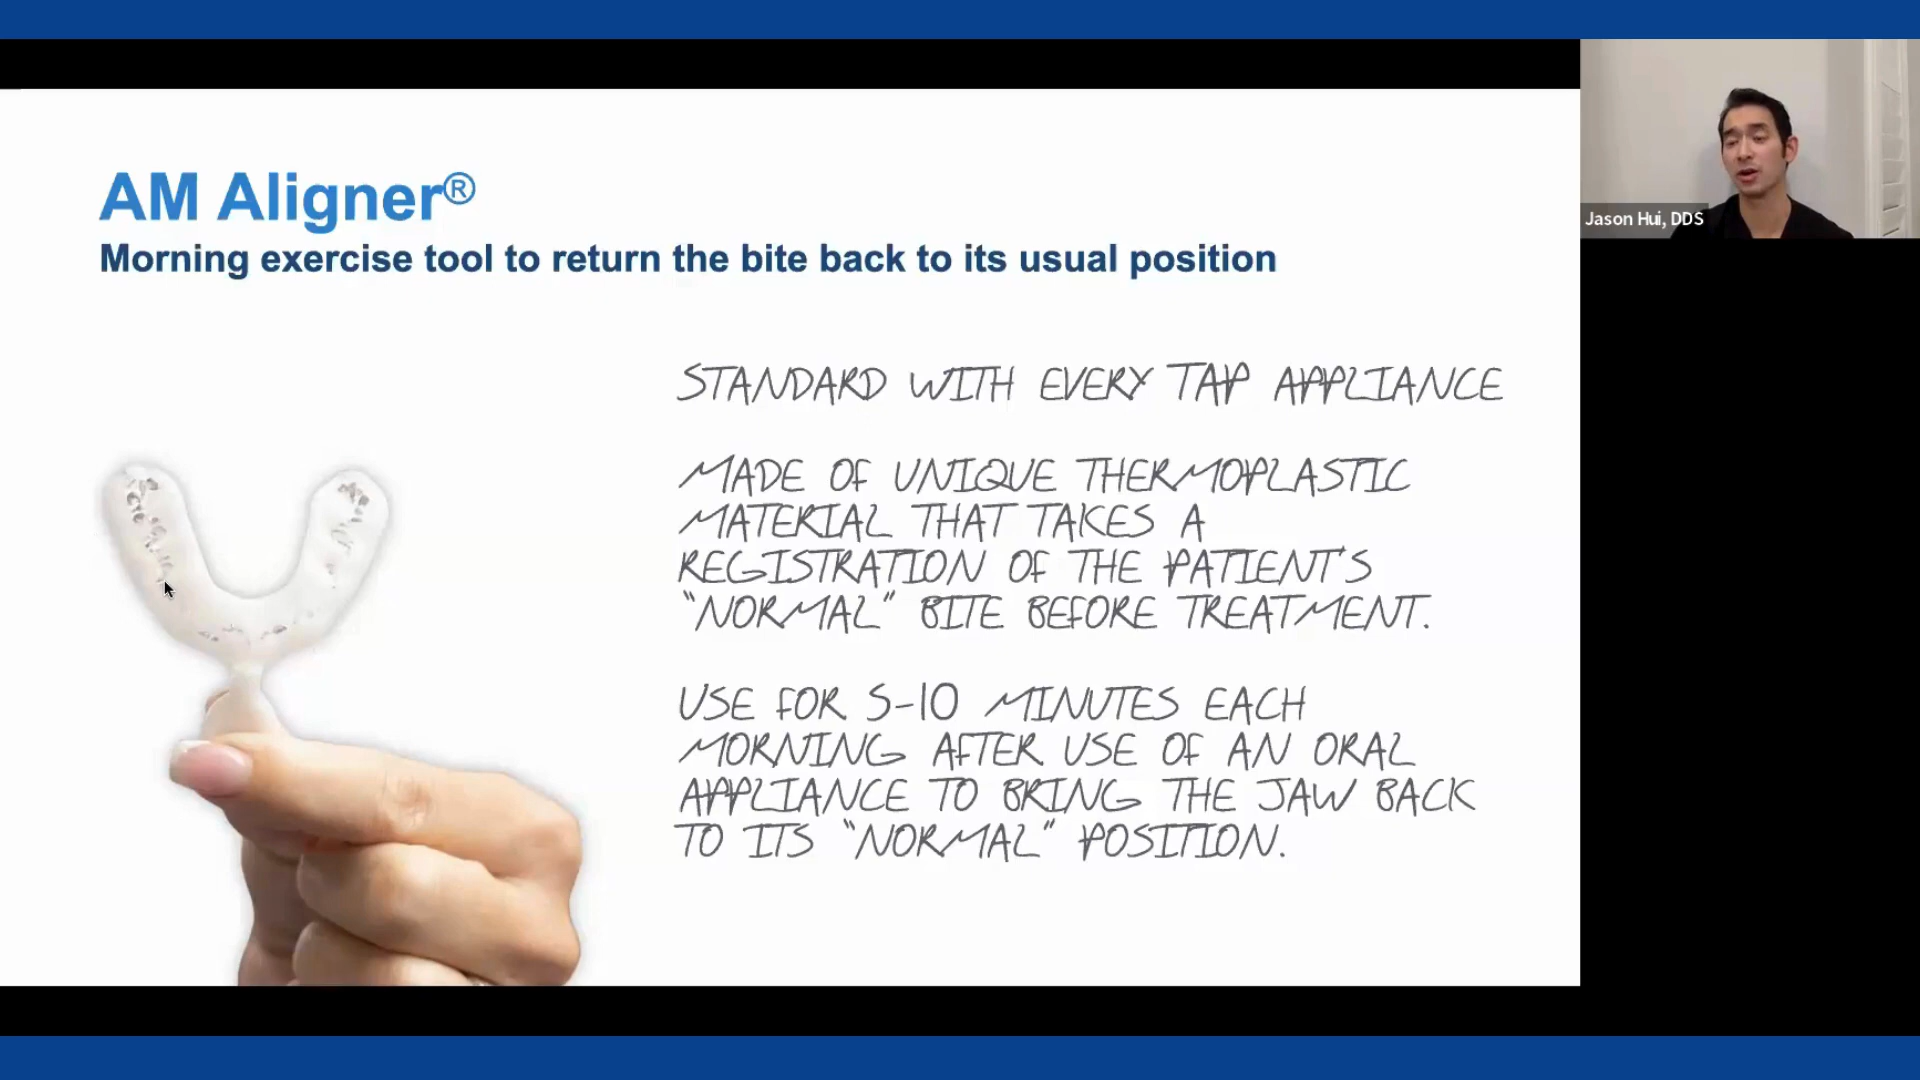 AM Aligner®
Morning exercise tool to return the bite back to its usual position
STANDARD WITH EVERY TAP APPLIANCE
MADE OF UNIQUE THERMOPLASTIC
MATERIAL THAT TAKES A
REGISTRATION OF THE PATIENT'S
"NORMAL" BITE BEFORE TREATMENT.
USE FOR 5-10 MINUTES EACH
MORNING AFTER USE OF AN ORAL
APPLIANCE TO BRING THE JAW BACK
TO ITS "NORMAL" POSITION.
Jason Hui, DDS